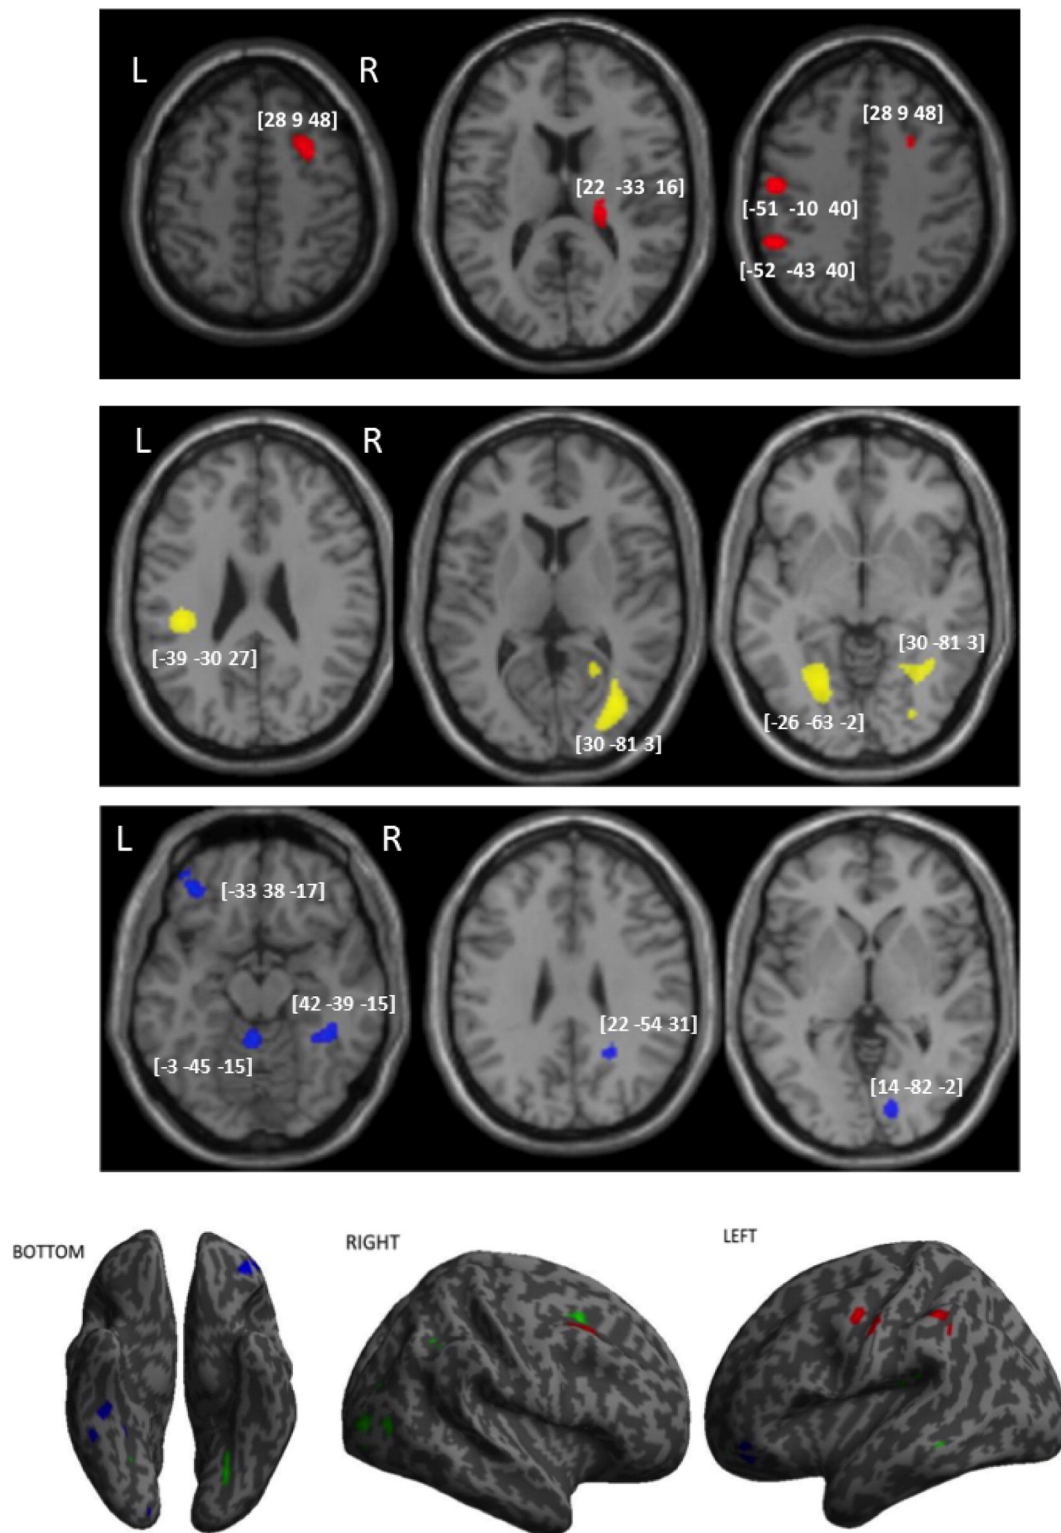 L R
[28 9 48]
[22 -33 16]
[28 9 48]
[-51 -10 40]
[-52 -43 40]
L R
[-39 -30 27]
[30 -81 3]
[30 -81 3]
[-26 -63 -2]
L R
[-33 38 -17]
[42 -39 -15]
[-3 -45 -15]
[22 -54 31]
[14 -82 -2]
BOTTOM
RIGHT
LEFT